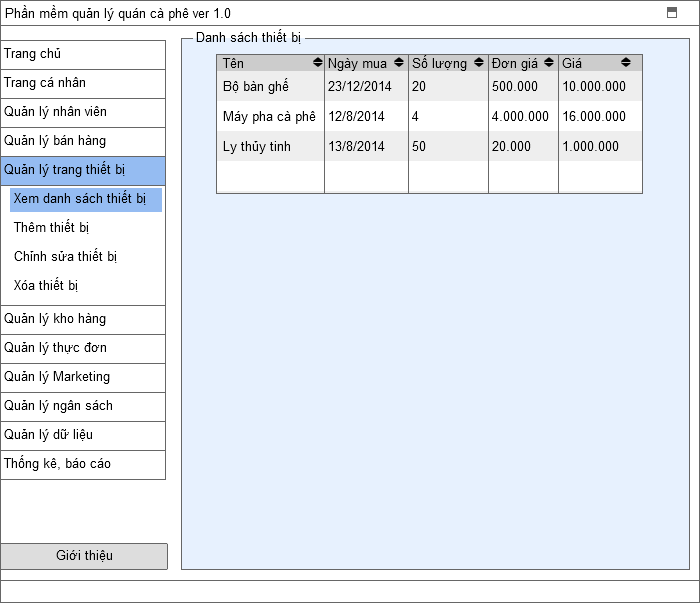 Phần mềm quản lý quán cà phê ver 1.0
Trang chủ
Trang cá nhân
Quản lý nhân viên
Quản lý bán hàng
Quản lý trang thiết bị
Xem danh sách thiết bị
Thêm thiết bị
Chỉnh sửa thiết bị
Xóa thiết bị
Quản lý kho hàng
Quản lý thực đơn
Quản lý Marketing
Quản lý ngân sách
Quản lý dữ liệu
Thống kê, báo cáo
Giới thiệu
Danh sách thiết bị
Tên Ngày mua Số lượng Đơn giá Giá
Bộ bàn ghế 23/12/2014 20 500.000 10.000.000
Máy pha cà phê 12/8/2014 4 4.000.000 16.000.000
Ly thủy tinh 13/8/2014 50 20.000 1.000.000